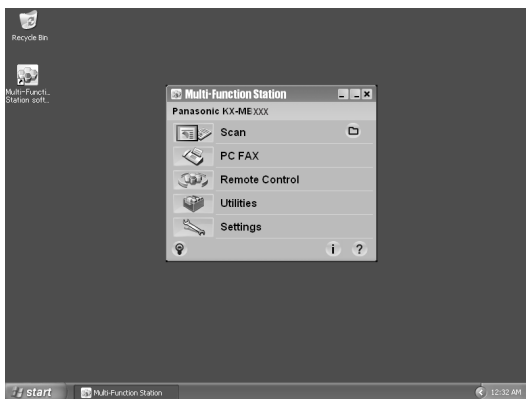 Recycle Bin
Multi-Functi...
Station soft...
Multi-Function Station
Panasonic KX-MEXXX
Scan
PC FAX
Remote Control
Utilities
Settings
i ?
start
Multi-Function Station
12:32 AM